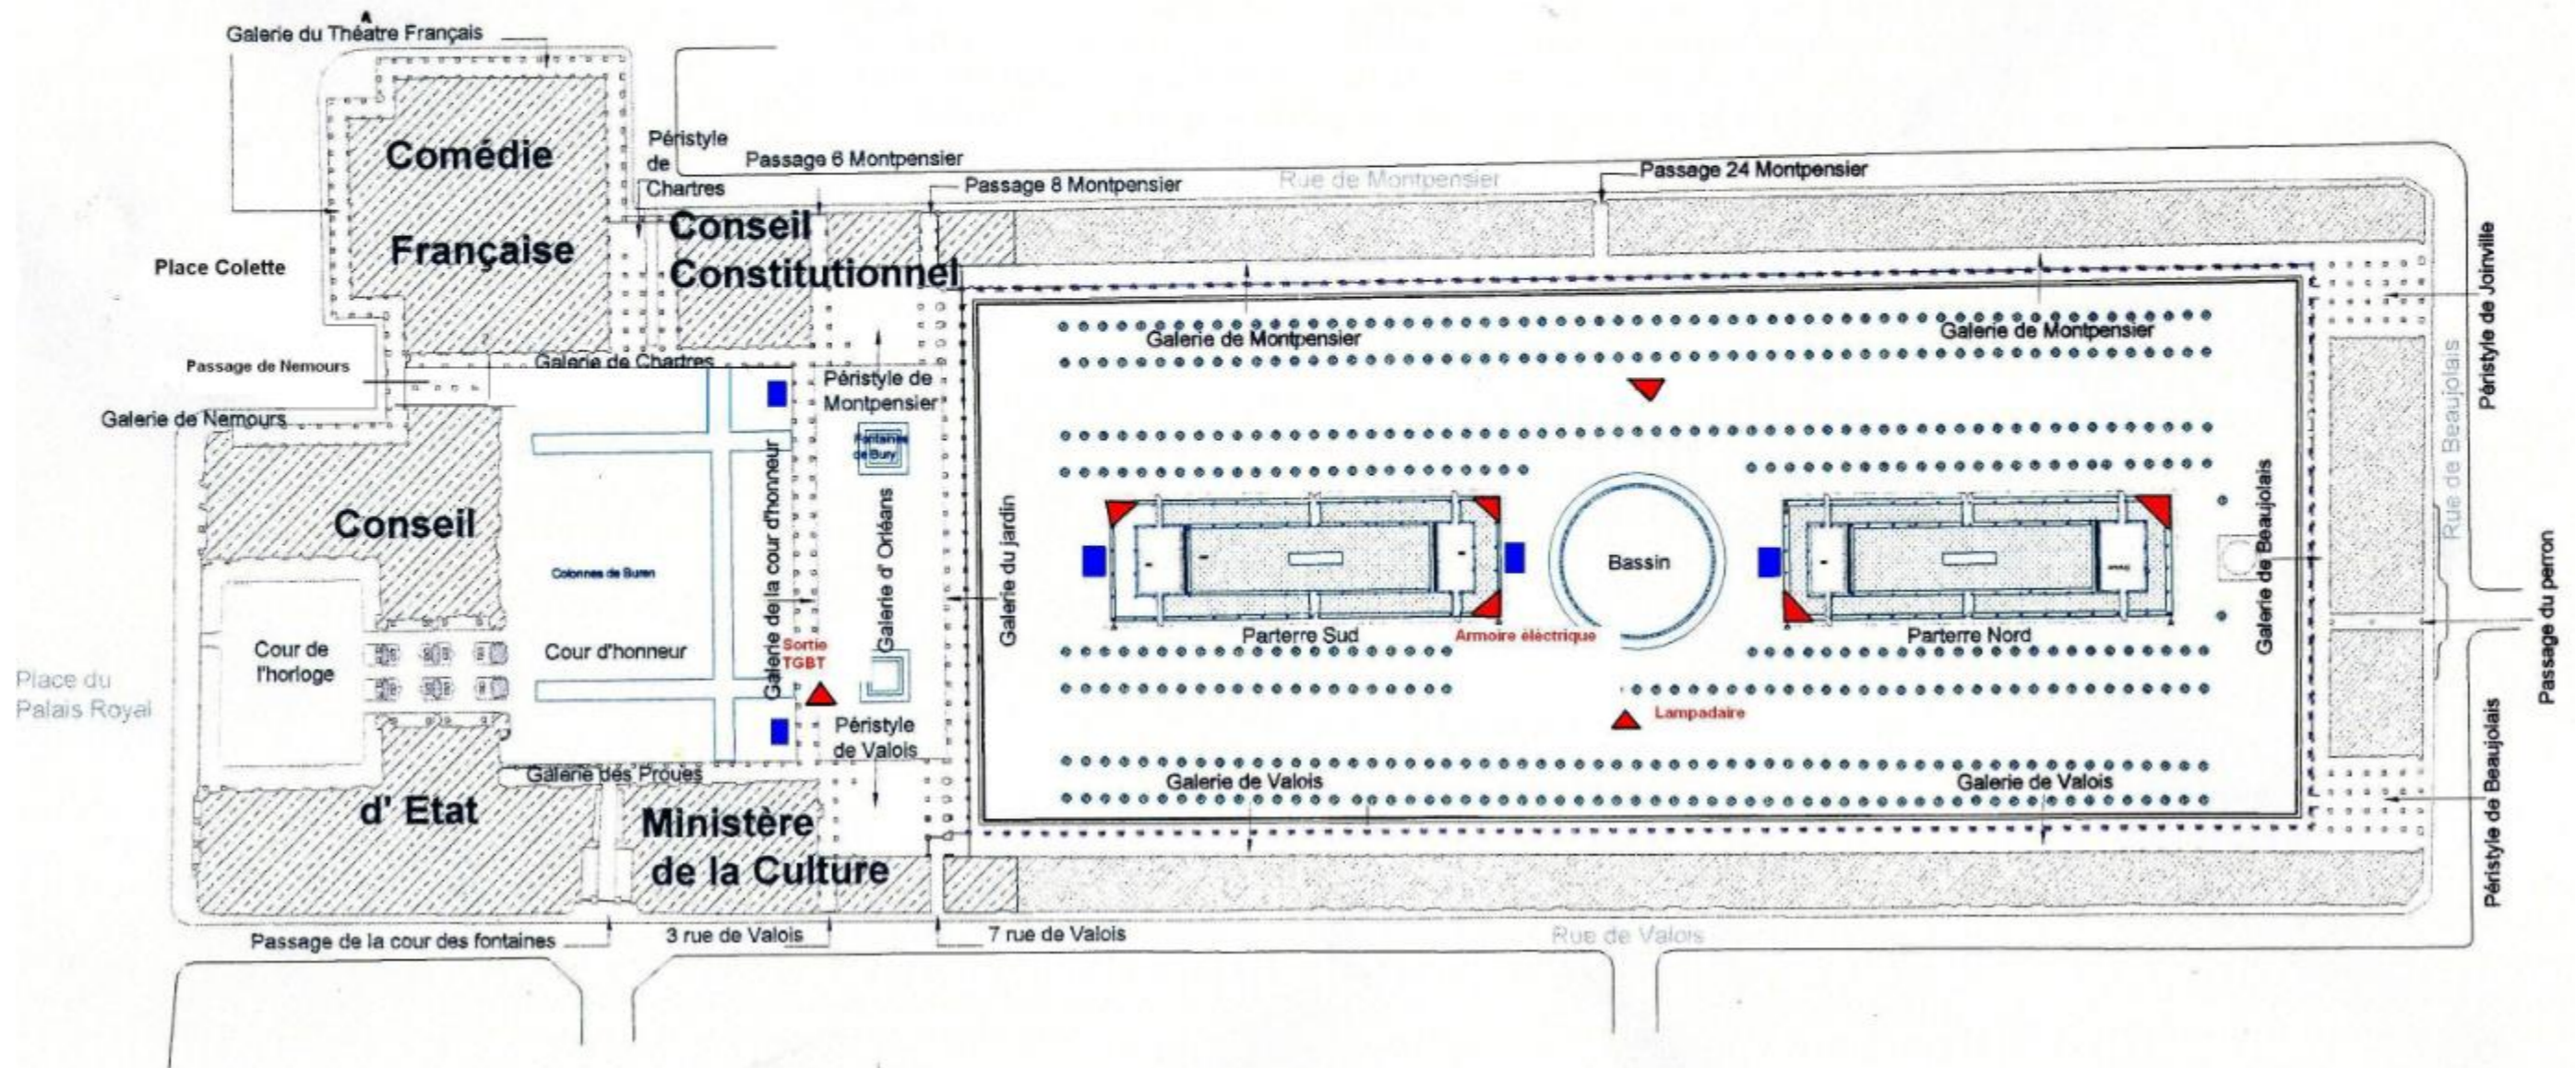 Galerie du Théatre Français
Comédie
Française
Péristyle
de
Chartres
Passage 6 Montpensier
Passage 8 Montpensier
Rue de Montpensier
Passage 24 Montpensier
Conseil
Constitutionnel
Place Colette
Passage de Nemours
Galerie de Nemours
Galerie de Chartres
Péristyle de
Montpensier
Fontaines
de Bury
Galerie de Montpensier
Galerie de Montpensier
Péristyle de Joinville
Rue de Beaujolais
Conseil
Colonnes de Buren
Galerie de la cour d'honneur
Galerie d' Orléans
Galerie du jardin
Bassin
Galerie de Beaujolais
Passage du perron
Cour de
l'horloge
Cour d'honneur
Sortie
TGBT
Parterre Sud
Armoire éléctrique
Parterre Nord
Place du
Palais Royal
Lampadaire
Péristyle
de Valois
Péristyle de Beaujolais
Galerie des Proues
Galerie de Valois
Galerie de Valois
d' Etat
Ministère
de la Culture
Passage de la cour des fontaines
3 rue de Valois
7 rue de Valois
Rue de Valois